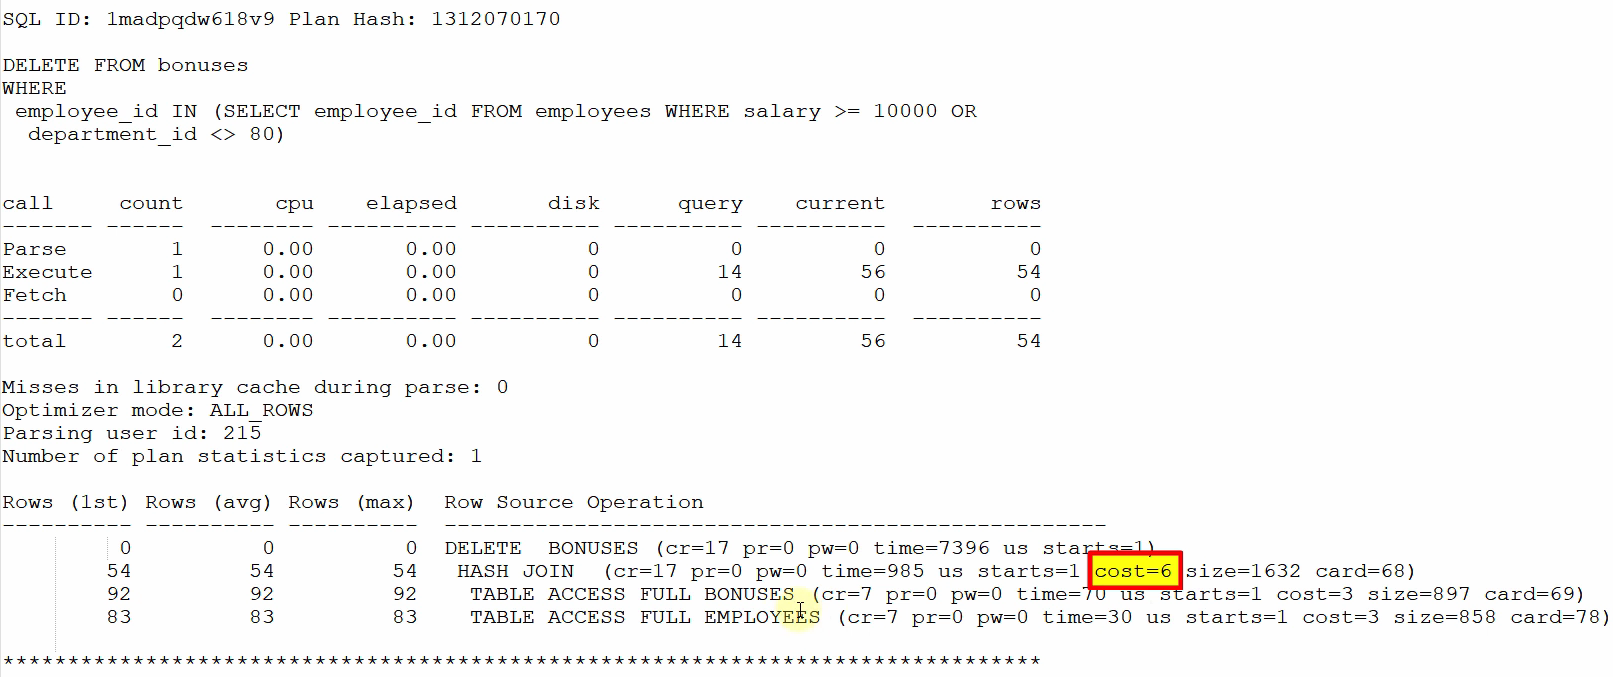 SQL ID: 1madpqdw618v9 Plan Hash: 1312070170
DELETE FROM bonuses
WHERE
 employee_id IN (SELECT employee_id FROM employees WHERE salary >= 10000 OR
  department_id <> 80)
call     count       cpu    elapsed       disk      query    current        rows
------- ------  -------- ---------- ---------- ---------- ----------  ----------
Parse        1      0.00       0.00          0          0          0           0
Execute      1      0.00       0.00          0         14         56          54
Fetch        0      0.00       0.00          0          0          0           0
------- ------  -------- ---------- ---------- ---------- ----------  ----------
total        2      0.00       0.00          0         14         56          54
Misses in library cache during parse: 0
Optimizer mode: ALL_ROWS
Parsing user id: 215
Number of plan statistics captured: 1
Rows (1st) Rows (avg) Rows (max)  Row Source Operation
---------- ---------- ----------  ---------------------------------------------------
         0          0          0  DELETE  BONUSES (cr=17 pr=0 pw=0 time=7396 us starts=1)
        54         54         54   HASH JOIN  (cr=17 pr=0 pw=0 time=985 us starts=1 cost=6 size=1632 card=68)
        92         92         92    TABLE ACCESS FULL BONUSES (cr=7 pr=0 pw=0 time=70 us starts=1 cost=3 size=897 card=69)
        83         83         83    TABLE ACCESS FULL EMPLOYEES (cr=7 pr=0 pw=0 time=30 us starts=1 cost=3 size=858 card=78)
********************************************************************************